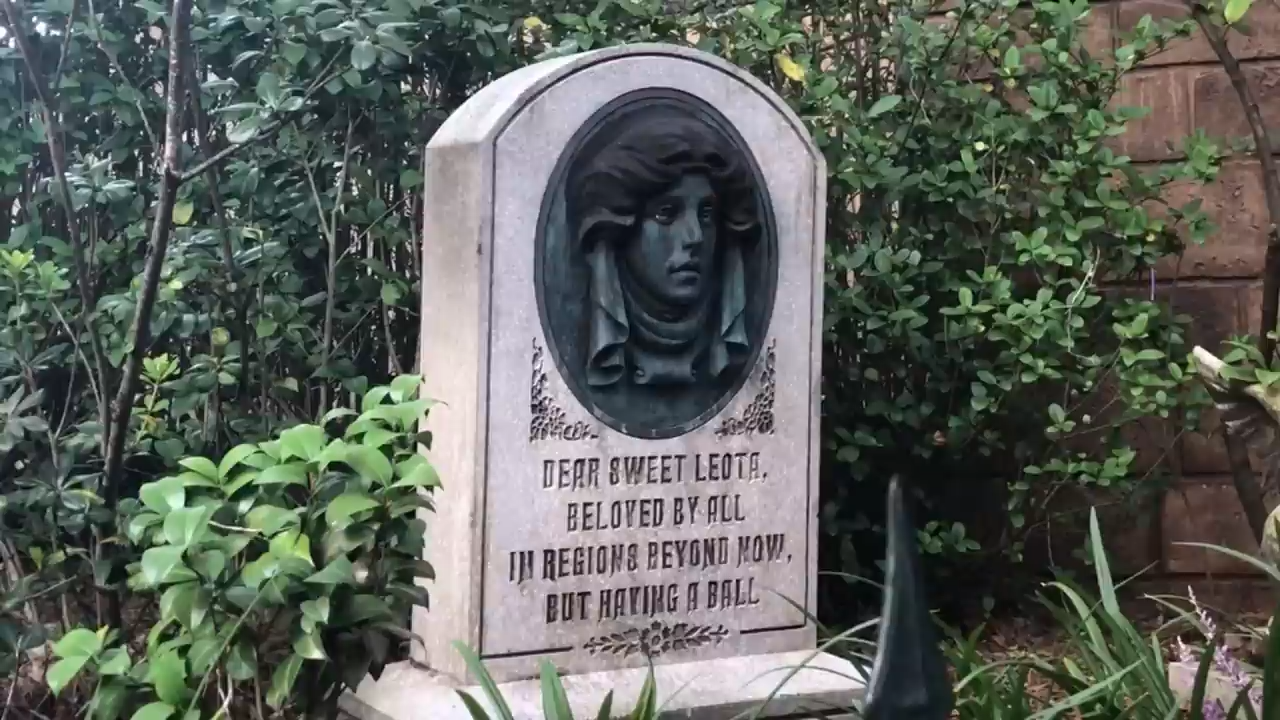 DEAR SWEET LEOTA,
BELOVED BY ALL
IN REGIONS BEYOND NOW,
BUT HAVING A BALL